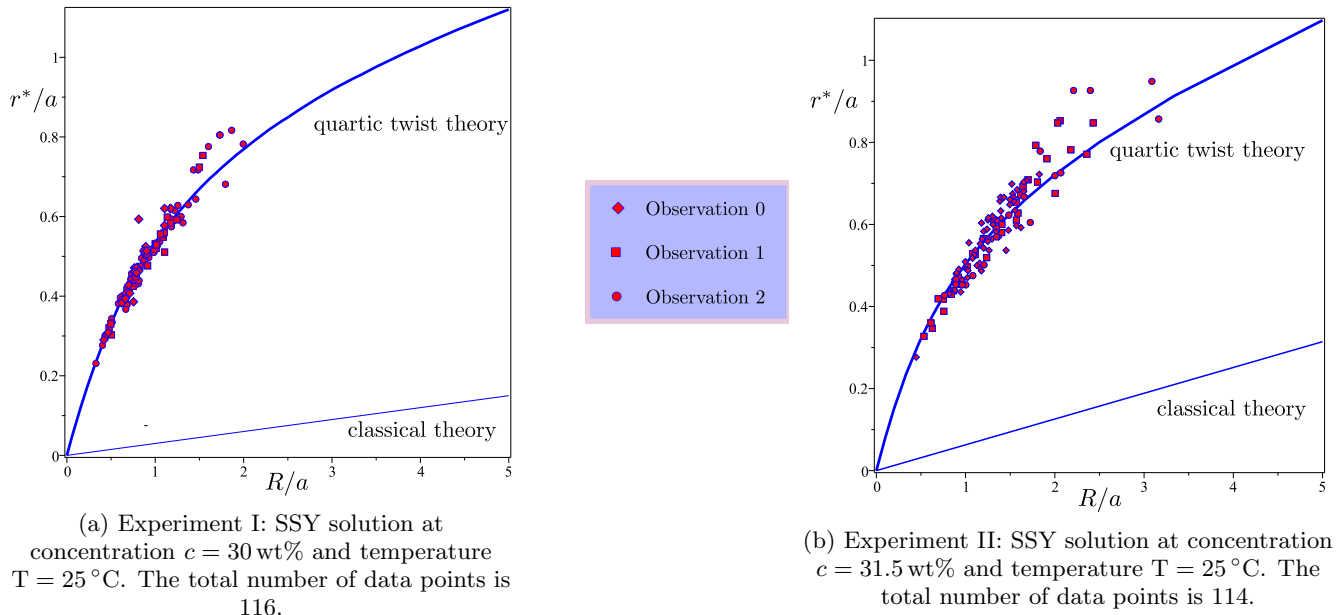 1
r*/a
0.8
0.6
0.4
0.2
0
quartic twist theory
classical theory
0 1 2 3 4 5
R/a
(a) Experiment I: SSY solution at
concentration c = 30 wt% and temperature
T = 25 °C. The total number of data points is
116.
Observation 0
Observation 1
Observation 2
1
r*/a
0.8
0.6
0.4
0.2
0
quartic twist theory
classical theory
0 1 2 3 4 5
R/a
(b) Experiment II: SSY solution at concentration
c = 31.5 wt% and temperature T = 25 °C. The
total number of data points is 114.